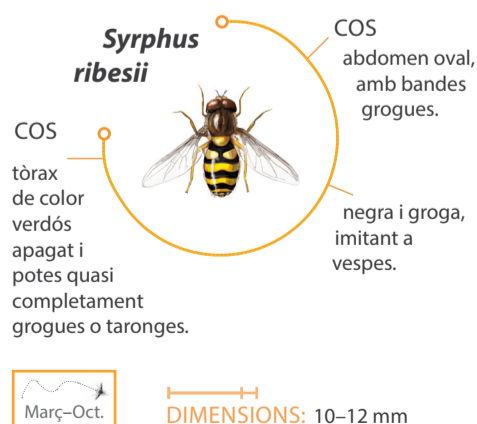 Syrphus
ribesii
COS
abdomen oval,
amb bandes
grogues.
negra i groga,
imitant a
vespes.
COS
tòrax
de color
verdós
apagat i
potes quasi
completament
grogues o taronges.
Març–Oct.
DIMENSIONS: 10–12 mm